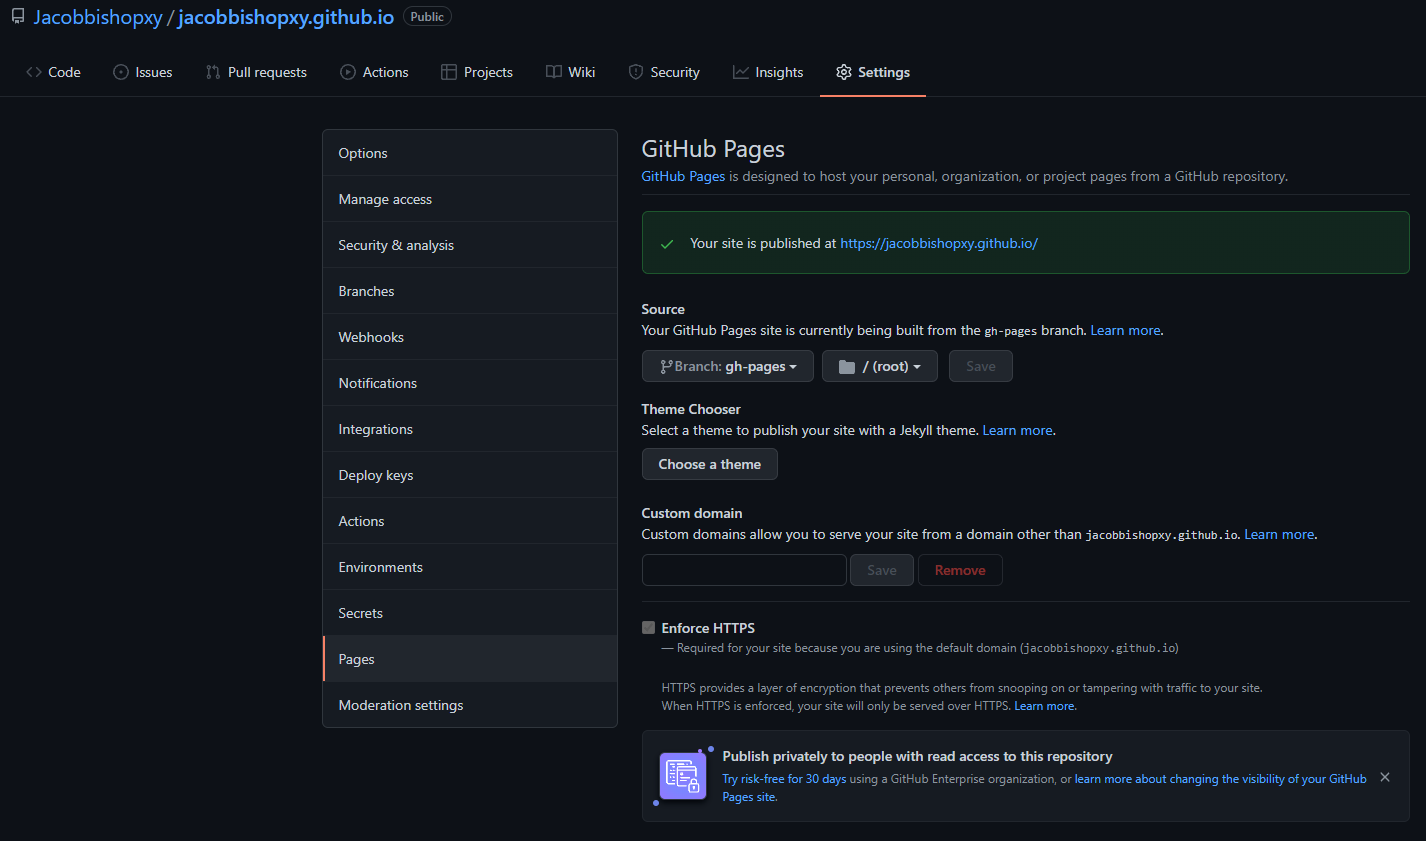 Jacobbishopxy / jacobbishopxy.github.io Public
Code Issues Pull requests Actions Projects Wiki Security Insights Settings
Options
Manage access
Security & analysis
Branches
Webhooks
Notifications
Integrations
Deploy keys
Actions
Environments
Secrets
Pages
Moderation settings
GitHub Pages
GitHub Pages is designed to host your personal, organization, or project pages from a GitHub repository.
Your site is published at https://jacobbishopxy.github.io/
Source
Your GitHub Pages site is currently being built from the gh-pages branch. Learn more.
Branch: gh-pages / (root) Save
Theme Chooser
Select a theme to publish your site with a Jekyll theme. Learn more.
Choose a theme
Custom domain
Custom domains allow you to serve your site from a domain other than jacobbishopxy.github.io. Learn more.
Save Remove
Enforce HTTPS
— Required for your site because you are using the default domain (jacobbishopxy.github.io)
HTTPS provides a layer of encryption that prevents others from snooping on or tampering with traffic to your site.
When HTTPS is enforced, your site will only be served over HTTPS. Learn more.
Publish privately to people with read access to this repository
Try risk-free for 30 days using a GitHub Enterprise organization, or learn more about changing the visibility of your GitHub
Pages site.